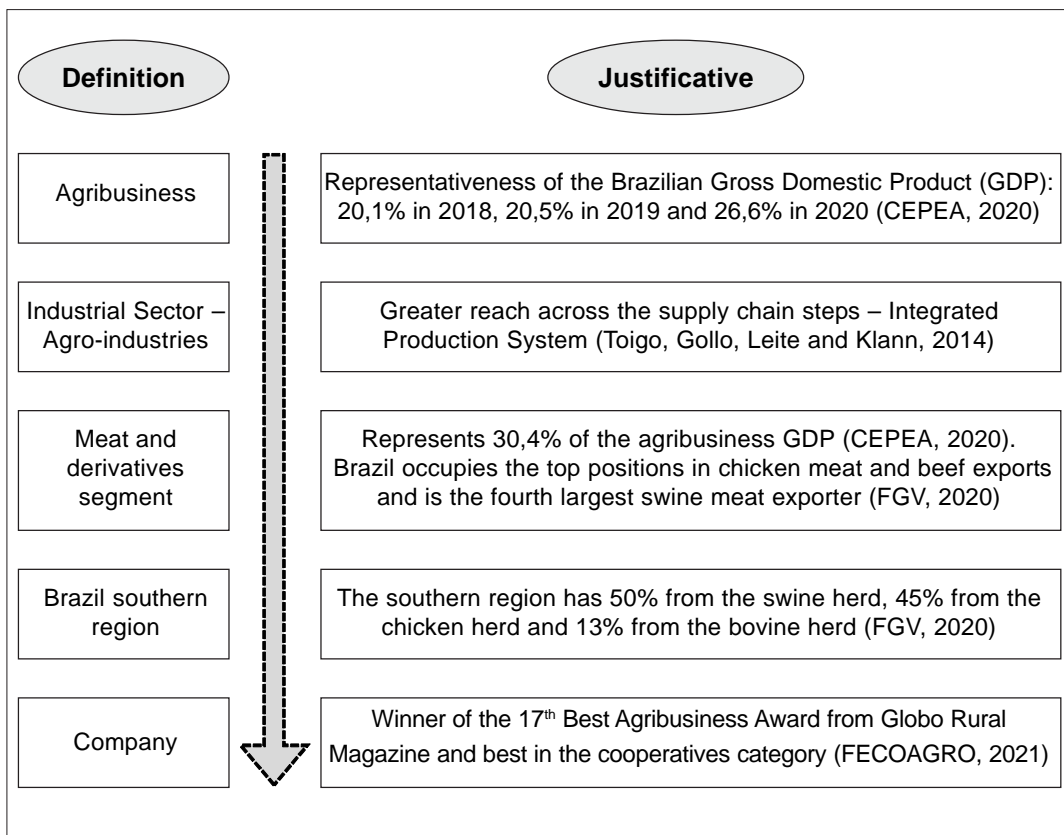 Definition
Justificative
Agribusiness
Representativeness of the Brazilian Gross Domestic Product (GDP):
20,1% in 2018, 20,5% in 2019 and 26,6% in 2020 (CEPEA, 2020)
Industrial Sector –
Agro-industries
Greater reach across the supply chain steps – Integrated
Production System (Toigo, Gollo, Leite and Klann, 2014)
Meat and
derivatives
segment
Represents 30,4% of the agribusiness GDP (CEPEA, 2020).
Brazil occupies the top positions in chicken meat and beef exports
and is the fourth largest swine meat exporter (FGV, 2020)
Brazil southern
region
The southern region has 50% from the swine herd, 45% from the
chicken herd and 13% from the bovine herd (FGV, 2020)
Company
Winner of the 17th Best Agribusiness Award from Globo Rural
Magazine and best in the cooperatives category (FECOAGRO, 2021)